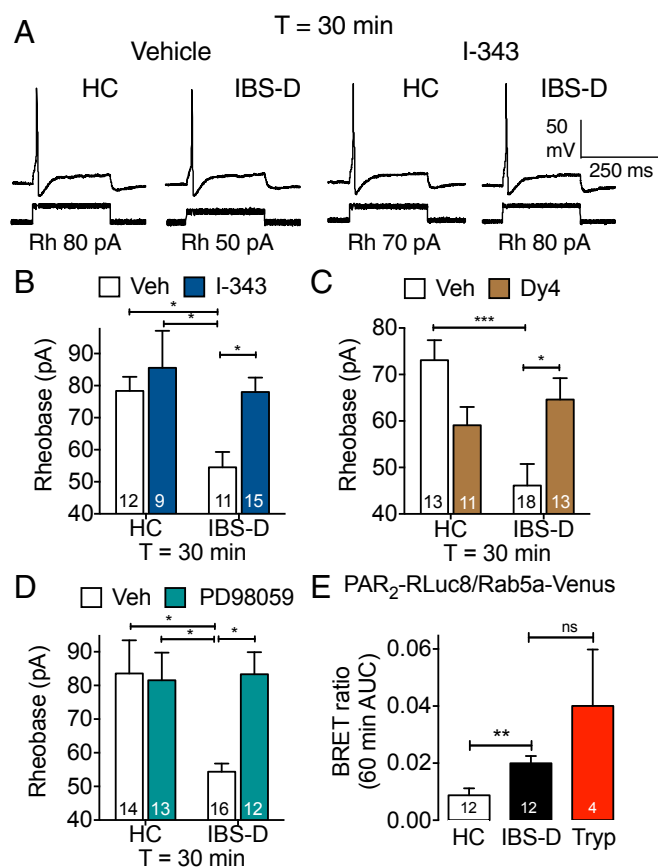 A
T = 30 min
Vehicle
I-343
HC
IBS-D
HC
IBS-D
50
mV
250 ms
Rh 80 pA
Rh 50 pA
Rh 70 pA
Rh 80 pA
B
Veh
I-343
*
*
*
Rheobase (pA)
90
80
70
60
50
40
12
9
11
15
HC
IBS-D
T = 30 min
C
Veh
Dy4
***
*
Rheobase (pA)
80
70
60
50
40
13
11
18
13
HC
IBS-D
T = 30 min
D
Veh
PD98059
*
*
*
Rheobase (pA)
90
80
70
60
50
40
14
13
16
12
HC
IBS-D
T = 30 min
E
PAR₂-RLuc8/Rab5a-Venus
ns
**
BRET ratio
(60 min AUC)
0.06
0.04
0.02
0.00
12
12
4
HC
IBS-D
Tryp